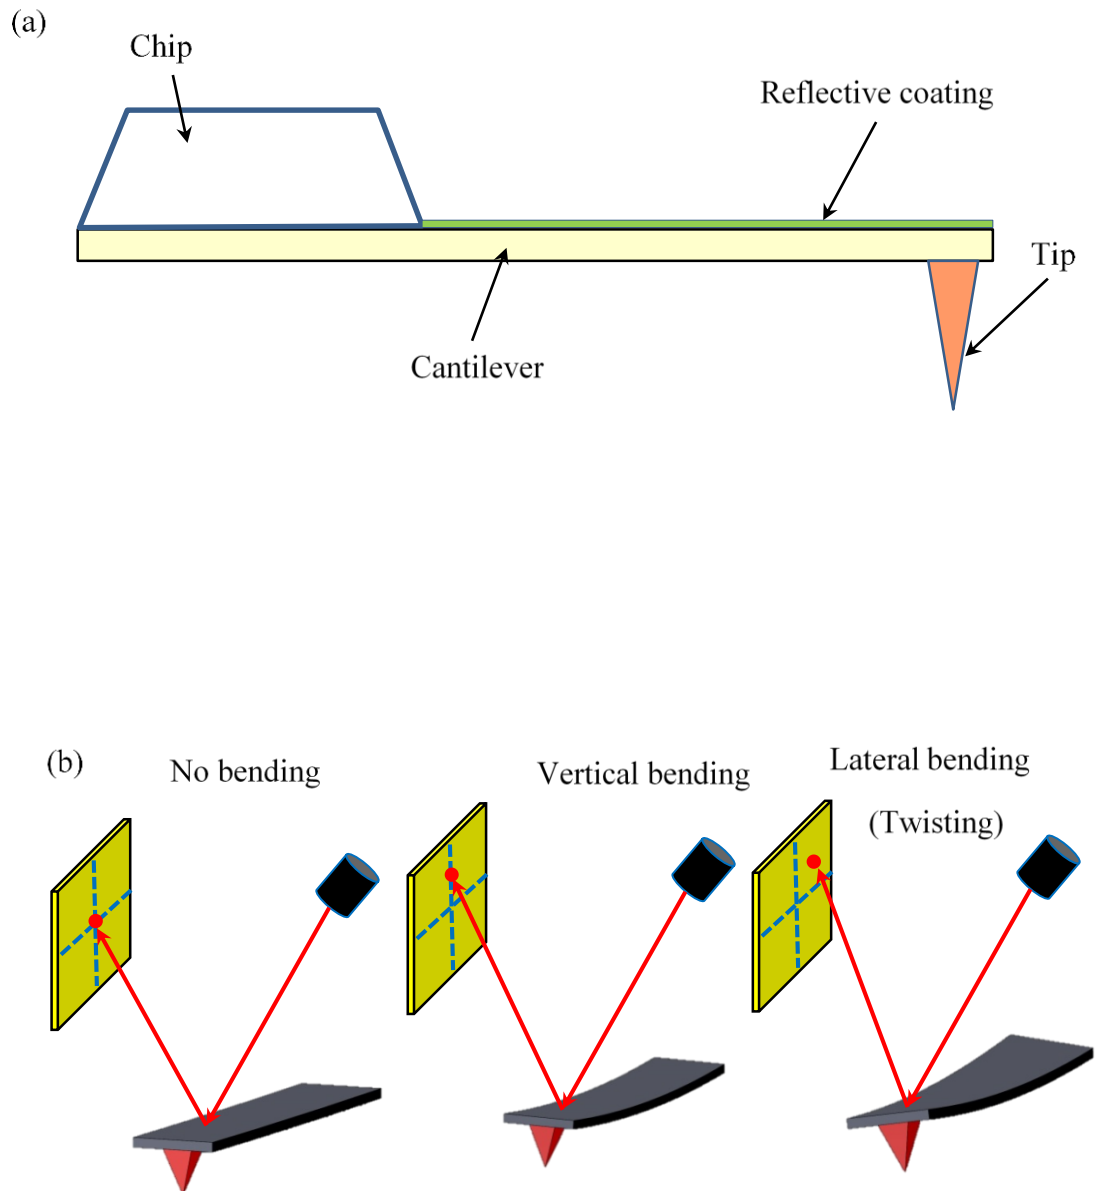 (a)
Chip
Reflective coating
Tip
Cantilever
(b)
No bending
Vertical bending
Lateral bending
(Twisting)